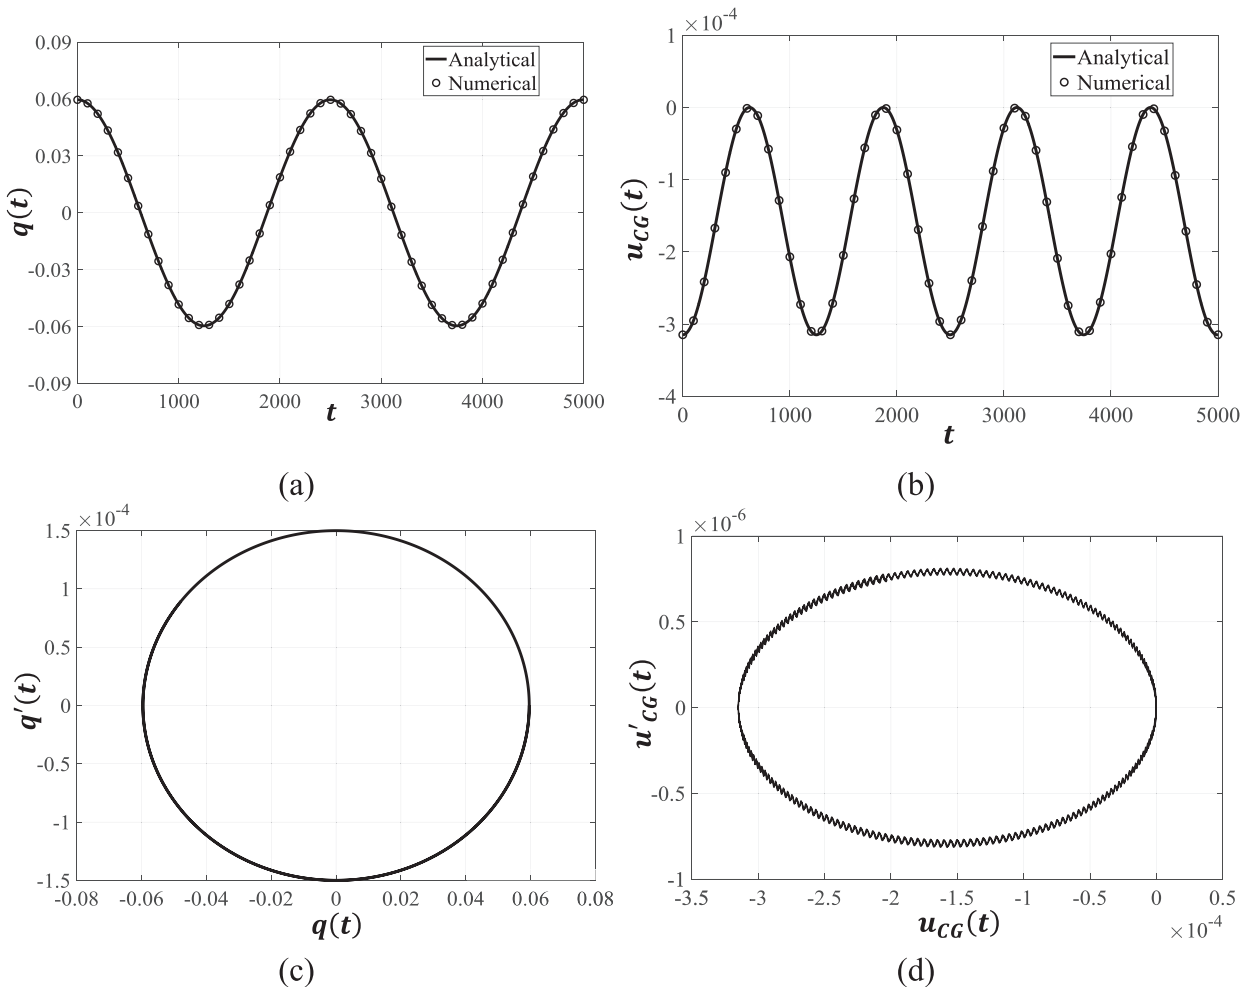 0.09
0.06
0.03
0
-0.03
-0.06
-0.09
q(t)
Analytical
Numerical
0 1000 2000 3000 4000 5000
t
(a)
×10-4
1
0
-1
-2
-3
-4
uCG(t)
Analytical
Numerical
0 1000 2000 3000 4000 5000
t
(b)
×10-4
1.5
1
0.5
0
-0.5
-1
-1.5
q'(t)
-0.08 -0.06 -0.04 -0.02 0 0.02 0.04 0.06 0.08
q(t)
(c)
×10-6
1
0.5
0
-0.5
-1
u'CG(t)
-3.5 -3 -2.5 -2 -1.5 -1 -0.5 0 0.5
uCG(t)
×10-4
(d)